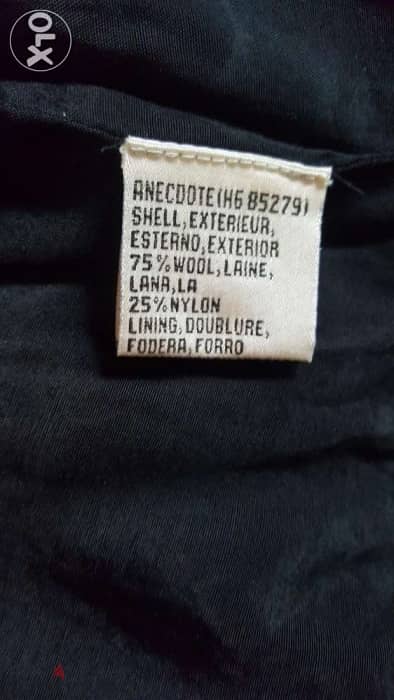 OLX
ANECDOTE(H6 85279)
SHELL,EXTERIEUR,
ESTERNO,EXTERIOR
75%WOOL,LAINE,
LANA,LA
25%NYLON
LINING,DOUBLURE,
FODERA,FORRO